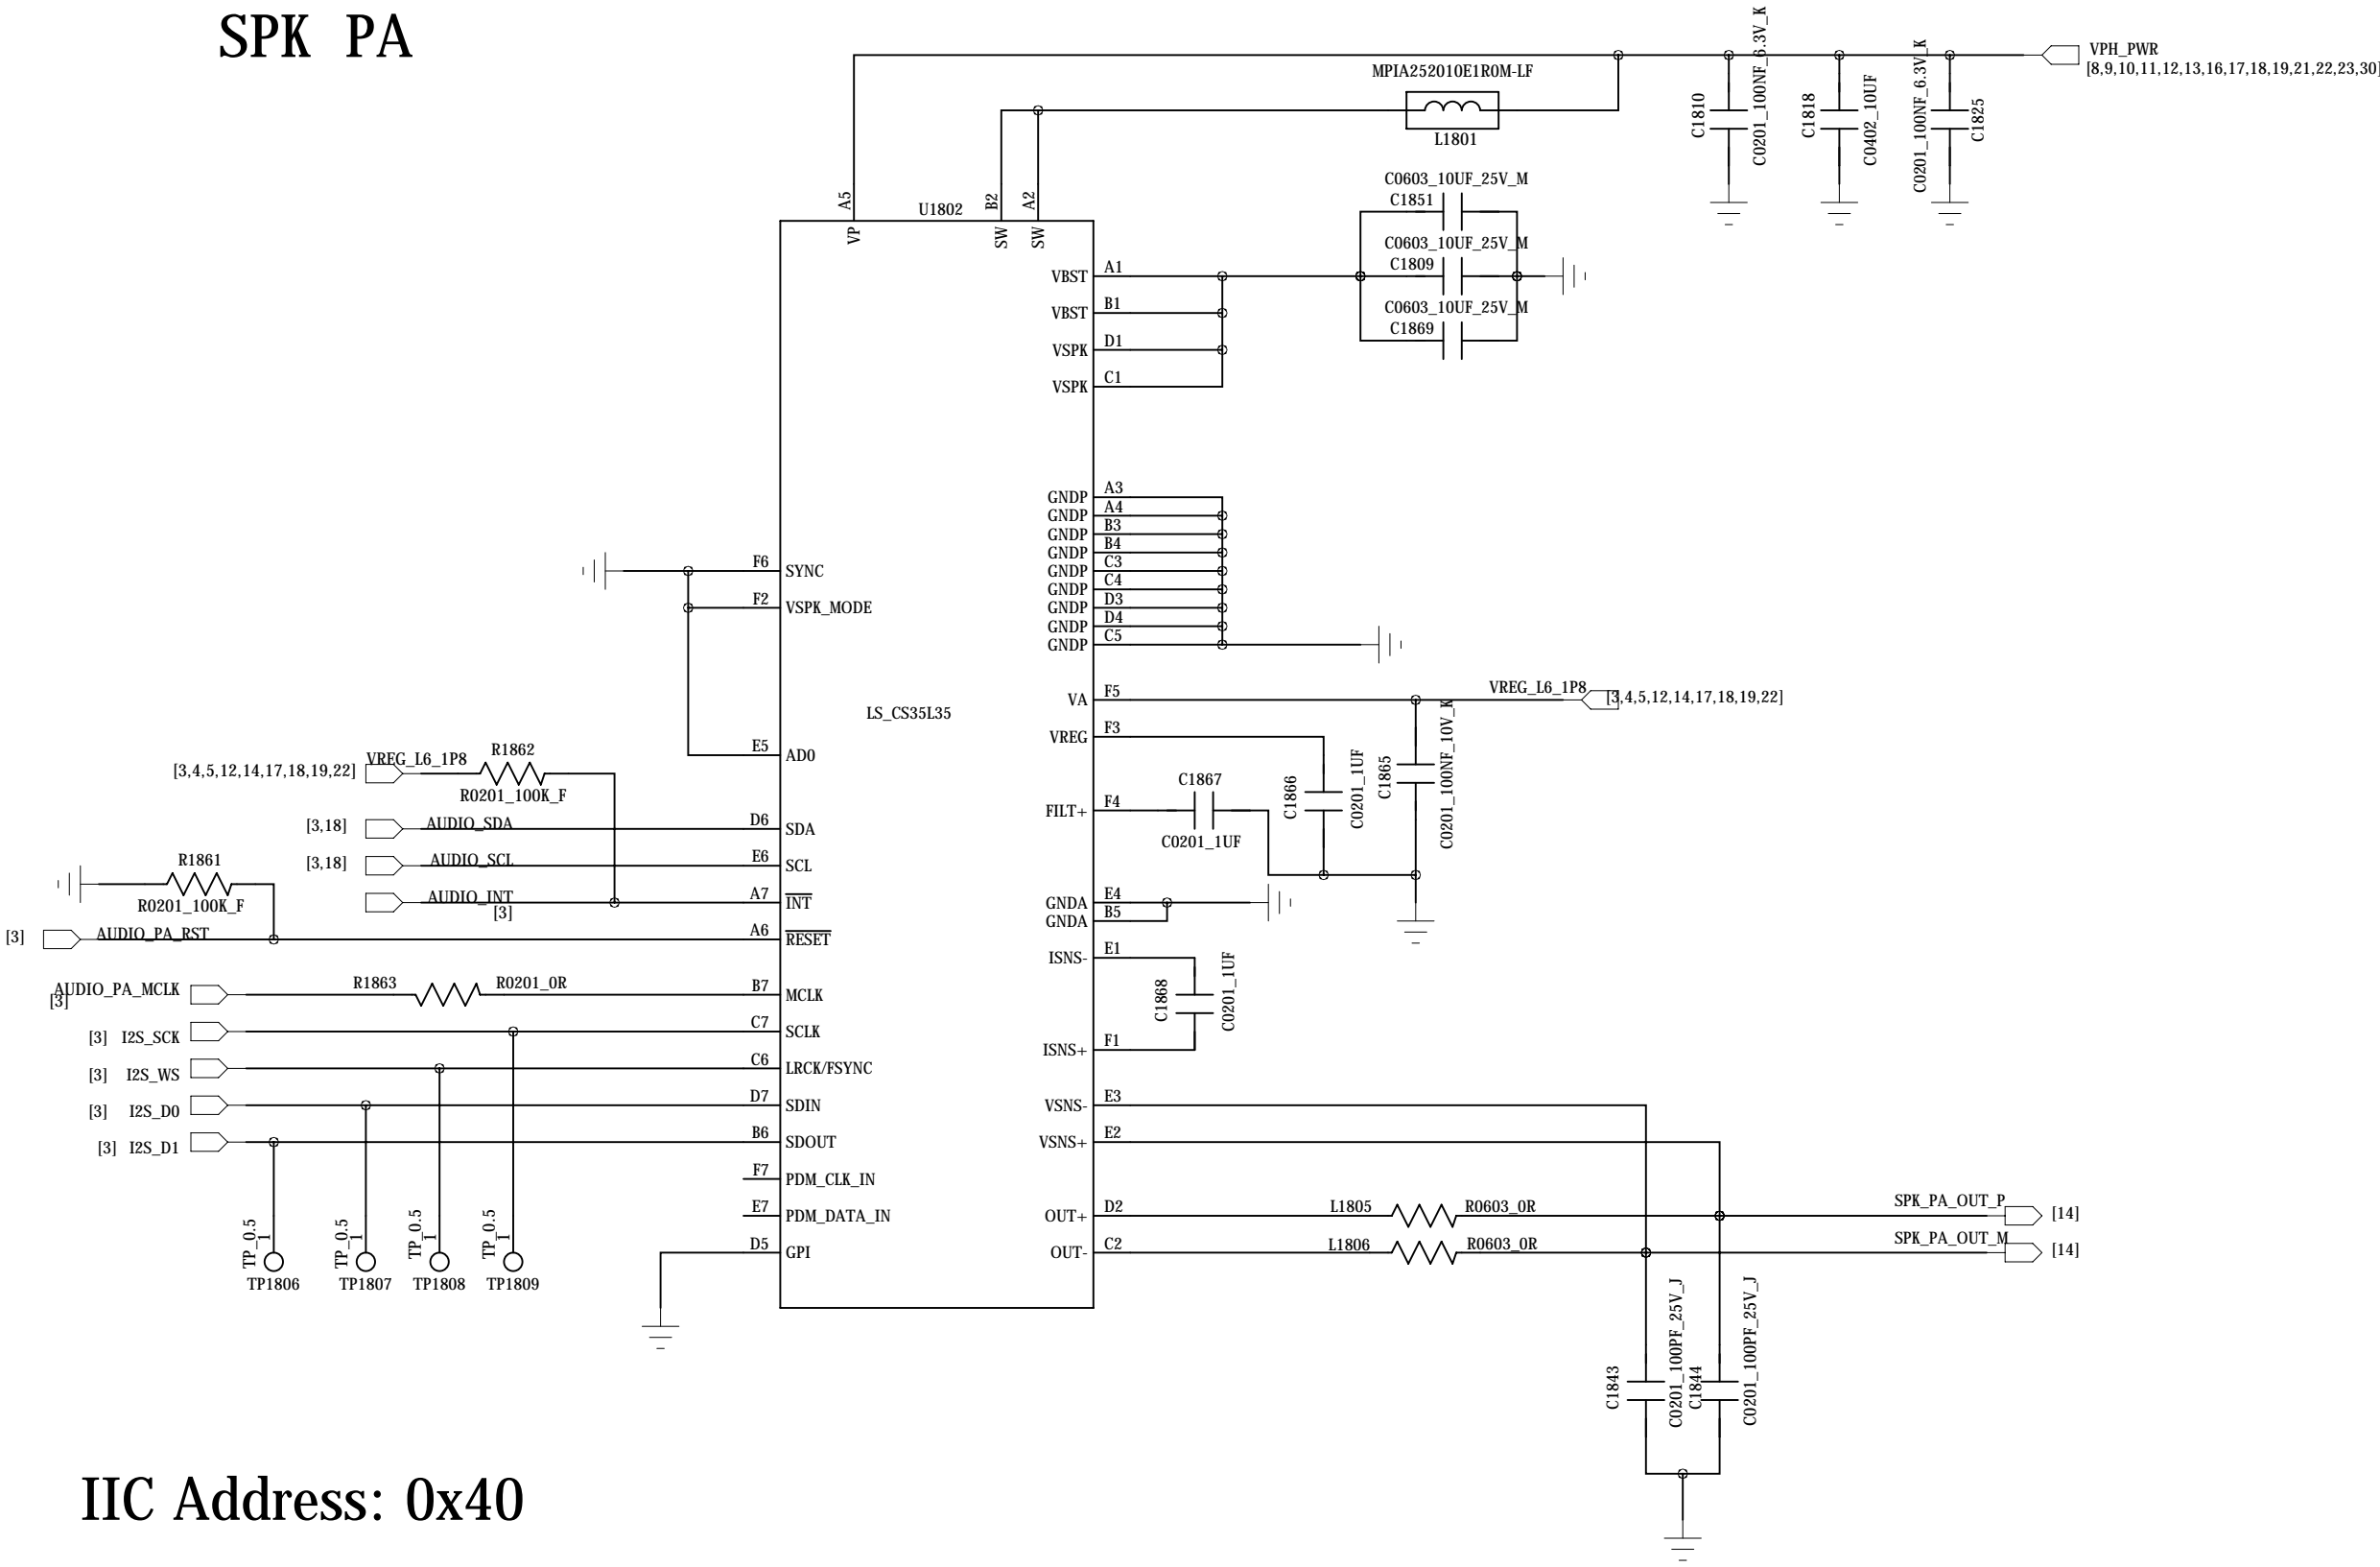 SPK PA
VPH_PWR
[8,9,10,11,12,13,16,17,18,19,21,22,23,30]
MPIA252010E1R0M-LF
L1801
C1810
C0201_100NF_6.3V_K
C1818
C0402_10UF
C0201_100NF_6.3V_K
C1825
A5
VP
U1802
B2
SW
A2
SW
C0603_10UF_25V_M
C1851
C0603_10UF_25V_M
C1809
C0603_10UF_25V_M
C1869
VBST A1
VBST B1
VSPK D1
VSPK C1
GNDP A3
GNDP A4
GNDP B3
GNDP B4
GNDP C3
GNDP C4
GNDP D3
GNDP D4
GNDP C5
F6 SYNC
F2 VSPK_MODE
LS_CS35L35
E5 AD0
VA F5
VREG_L6_1P8
[3,4,5,12,14,17,18,19,22]
VREG F3
FILT+ F4
C1867
C0201_1UF
C1866
C0201_1UF
C1865
C0201_100NF_10V_K
[3,4,5,12,14,17,18,19,22]
VREG_L6_1P8
R1862
R0201_100K_F
[3,18] AUDIO_SDA D6 SDA
[3,18] AUDIO_SCL E6 SCL
R1861
R0201_100K_F
AUDIO_INT
[3]
A7 INT
[3] AUDIO_PA_RST A6 RESET
GNDA E4
GNDA B5
ISNS- E1
C1868
C0201_1UF
ISNS+ F1
AUDIO_PA_MCLK
[3]
R1863 R0201_0R B7 MCLK
[3] I2S_SCK C7 SCLK
[3] I2S_WS C6 LRCK/FSYNC
[3] I2S_D0 D7 SDIN
[3] I2S_D1 B6 SDOUT
F7 PDM_CLK_IN
E7 PDM_DATA_IN
D5 GPI
VSNS- E3
VSNS+ E2
OUT+ D2 L1805 R0603_0R SPK_PA_OUT_P [14]
OUT- C2 L1806 R0603_0R SPK_PA_OUT_M [14]
TP_0.5
1
TP1806
TP_0.5
1
TP1807
TP_0.5
1
TP1808
TP_0.5
1
TP1809
C1843
C0201_100PF_25V_J
C1844
C0201_100PF_25V_J
IIC Address: 0x40